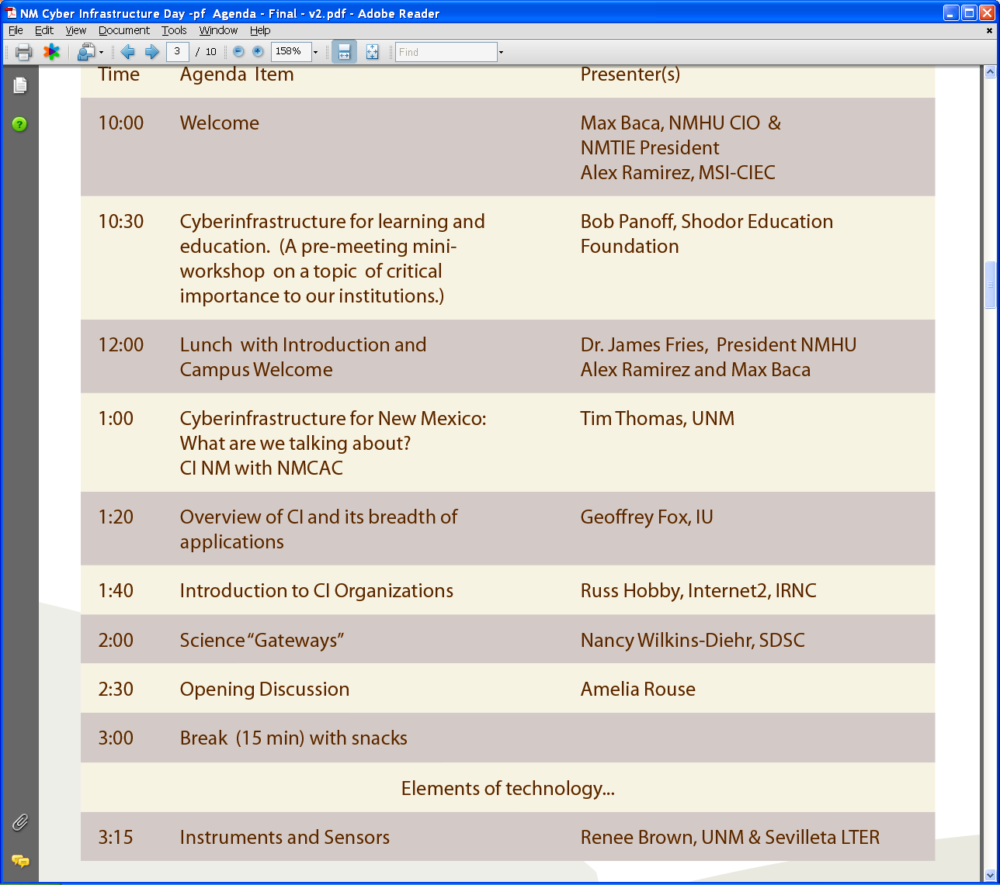 NM Cyber Infrastructure Day -pf  Agenda - Final - v2.pdf - Adobe Reader
File Edit View Document Tools Window Help
3 / 10 158% Find
Time Agenda Item Presenter(s)
10:00 Welcome Max Baca, NMHU CIO &
NMTIE President
Alex Ramirez, MSI-CIEC
10:30 Cyberinfrastructure for learning and Bob Panoff, Shodor Education
education. (A pre-meeting mini- Foundation
workshop on a topic of critical
importance to our institutions.)
12:00 Lunch with Introduction and Dr. James Fries, President NMHU
Campus Welcome Alex Ramirez and Max Baca
1:00 Cyberinfrastructure for New Mexico: Tim Thomas, UNM
What are we talking about?
CI NM with NMCAC
1:20 Overview of CI and its breadth of Geoffrey Fox, IU
applications
1:40 Introduction to CI Organizations Russ Hobby, Internet2, IRNC
2:00 Science “Gateways” Nancy Wilkins-Diehr, SDSC
2:30 Opening Discussion Amelia Rouse
3:00 Break (15 min) with snacks
Elements of technology...
3:15 Instruments and Sensors Renee Brown, UNM & Sevilleta LTER